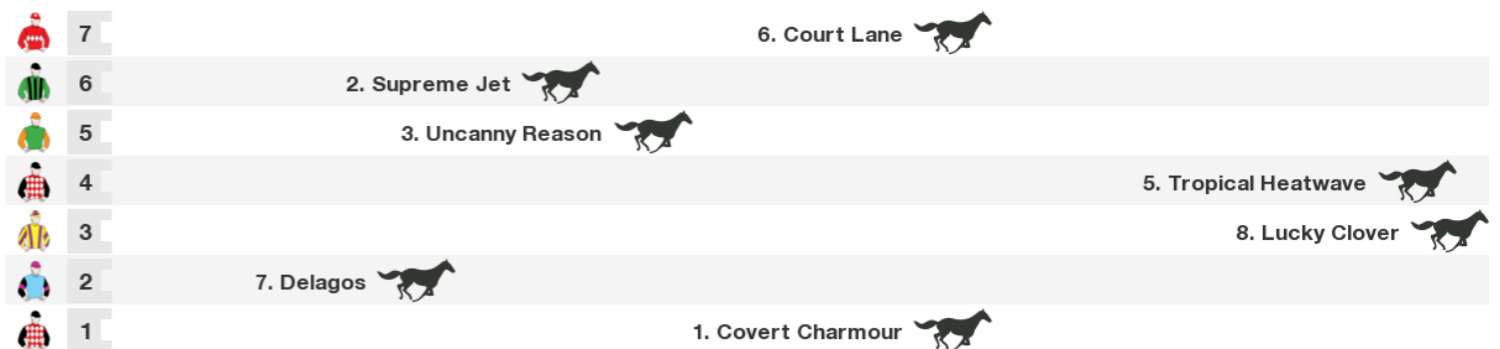 7 6. Court Lane
6 2. Supreme Jet
5 3. Uncanny Reason
4 5. Tropical Heatwave
3 8. Lucky Clover
2 7. Delagos
1 1. Covert Charmour